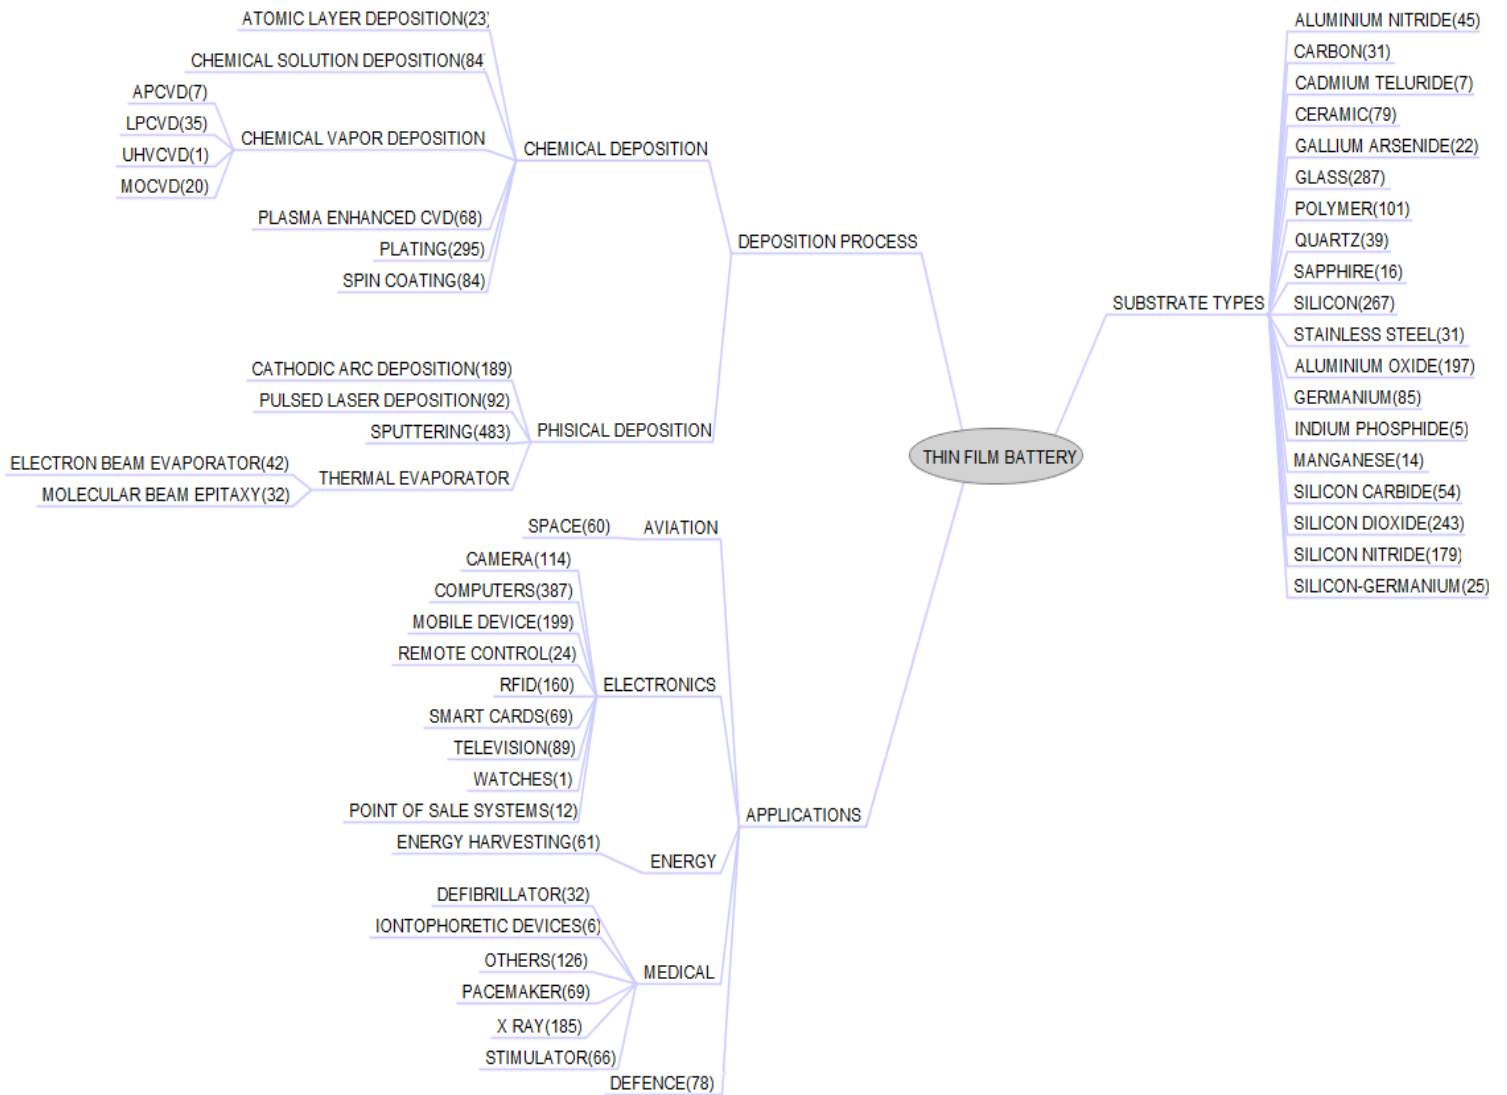 ATOMIC LAYER DEPOSITION(23)
CHEMICAL SOLUTION DEPOSITION(84)
APCVD(7)
LPCVD(35)
UHVCVD(1)
MOCVD(20)
CHEMICAL VAPOR DEPOSITION
PLASMA ENHANCED CVD(68)
PLATING(295)
SPIN COATING(84)
CHEMICAL DEPOSITION
CATHODIC ARC DEPOSITION(189)
PULSED LASER DEPOSITION(92)
SPUTTERING(483)
ELECTRON BEAM EVAPORATOR(42)
MOLECULAR BEAM EPITAXY(32)
THERMAL EVAPORATOR
PHISICAL DEPOSITION
DEPOSITION PROCESS
SPACE(60)
AVIATION
CAMERA(114)
COMPUTERS(387)
MOBILE DEVICE(199)
REMOTE CONTROL(24)
RFID(160)
SMART CARDS(69)
TELEVISION(89)
WATCHES(1)
POINT OF SALE SYSTEMS(12)
ELECTRONICS
ENERGY HARVESTING(61)
ENERGY
DEFIBRILLATOR(32)
IONTOPHORETIC DEVICES(6)
OTHERS(126)
PACEMAKER(69)
X RAY(185)
STIMULATOR(66)
MEDICAL
DEFENCE(78)
APPLICATIONS
THIN FILM BATTERY
SUBSTRATE TYPES
ALUMINIUM NITRIDE(45)
CARBON(31)
CADMIUM TELURIDE(7)
CERAMIC(79)
GALLIUM ARSENIDE(22)
GLASS(287)
POLYMER(101)
QUARTZ(39)
SAPPHIRE(16)
SILICON(267)
STAINLESS STEEL(31)
ALUMINIUM OXIDE(197)
GERMANIUM(85)
INDIUM PHOSPHIDE(5)
MANGANESE(14)
SILICON CARBIDE(54)
SILICON DIOXIDE(243)
SILICON NITRIDE(179)
SILICON-GERMANIUM(25)